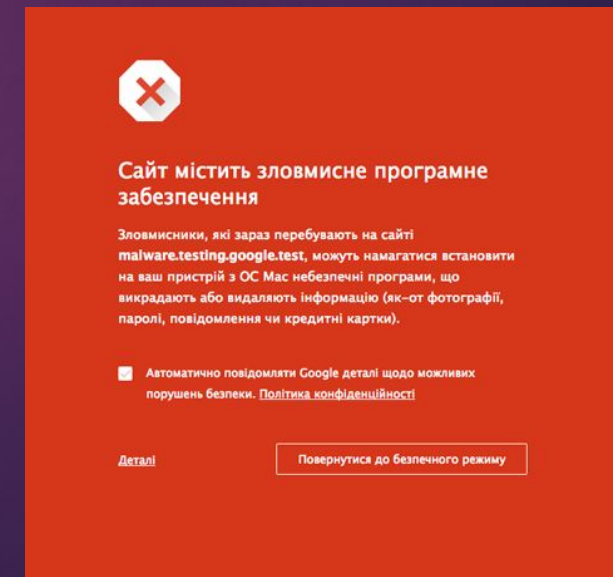 Сайт містить зловмисне програмне
забезпечення
Зловмисники, які зараз перебувають на сайті
malware.testing.google.test, можуть намагатися встановити
на ваш пристрій з ОС Mac небезпечні програми, що
викрадають або видаляють інформацію (як–от фотографії,
паролі, повідомлення чи кредитні картки).
Автоматично повідомляти Google деталі щодо можливих
порушень безпеки. Політика конфіденційності
Деталі
Повернутися до безпечного режиму